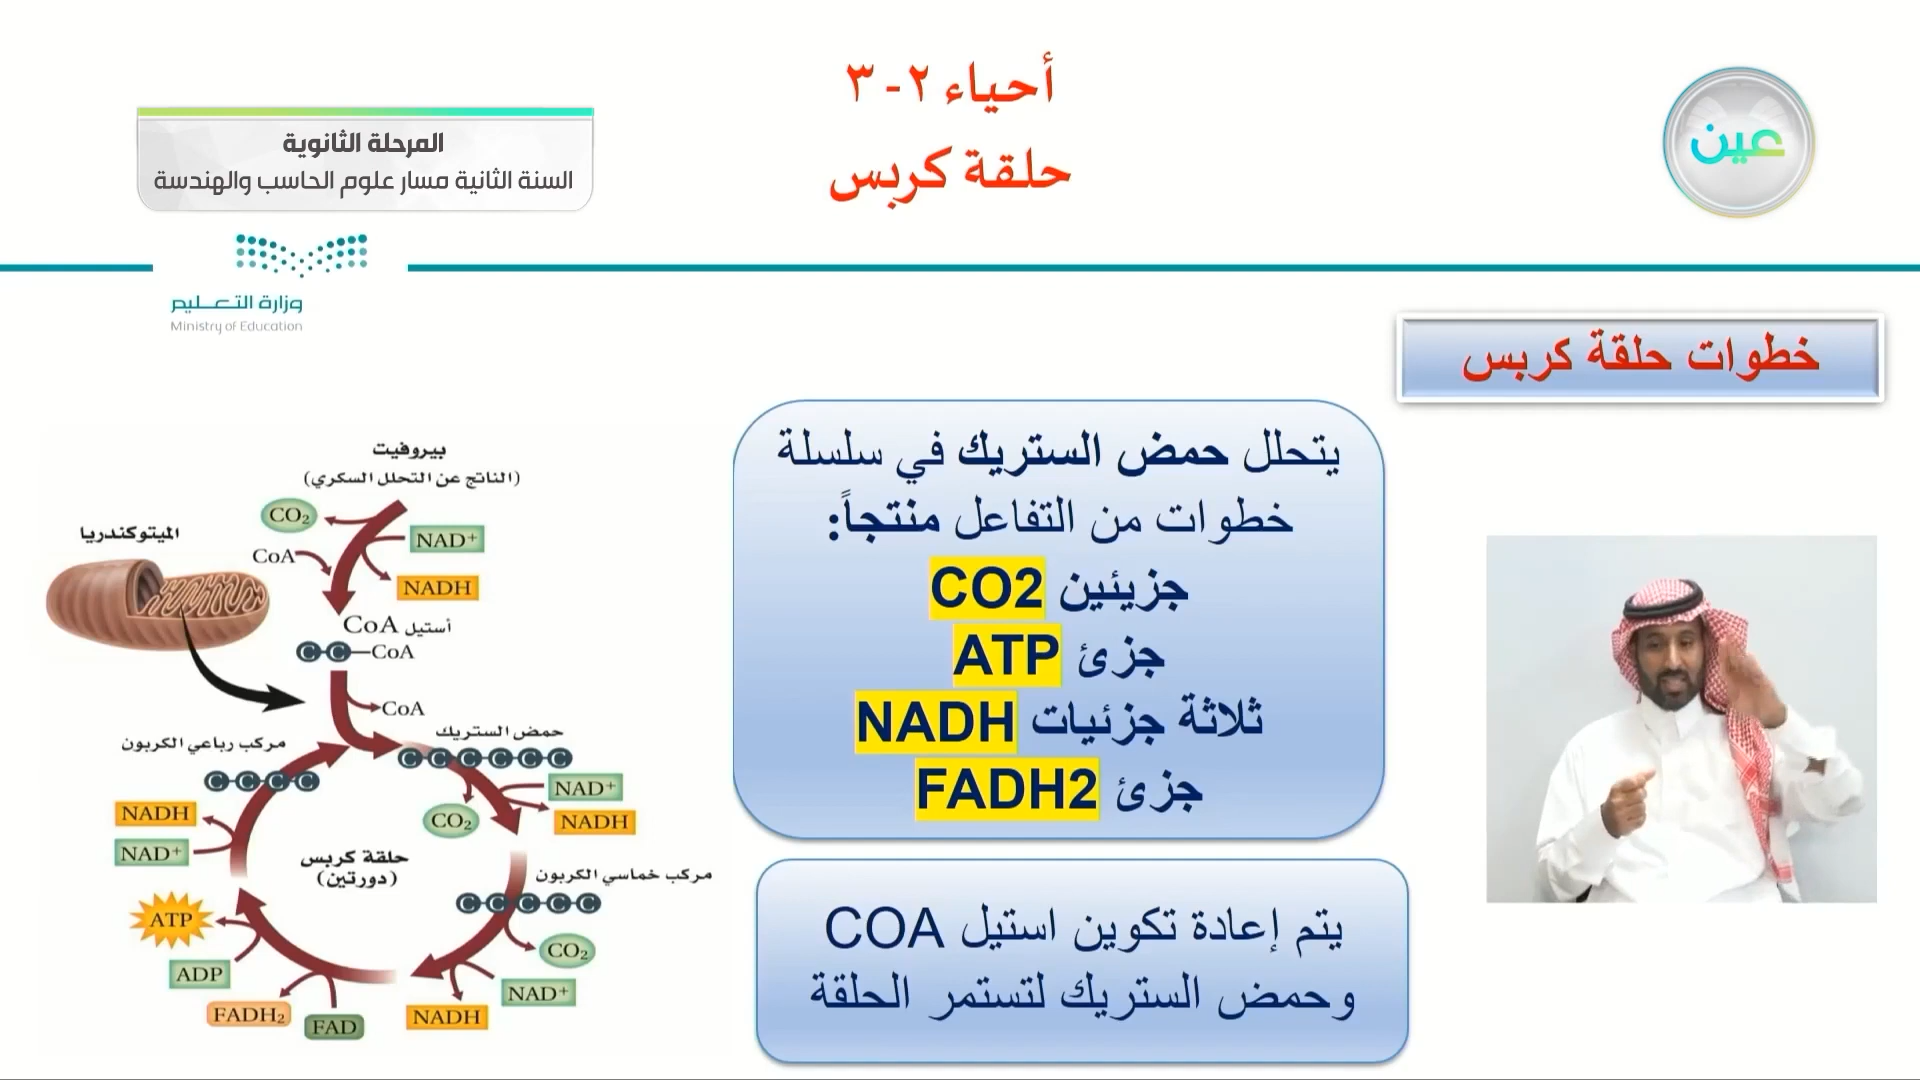 أحياء ٢- ٣
حلقة كربس
عين
المرحلة الثانوية
السنة الثانية مسار علوم الحاسب والهندسة
وزارة التعليم
Ministry of Education
خطوات حلقة كربس
يتحلل حمض الستريك في سلسلة
خطوات من التفاعل منتجاً:
جزيئين CO2
جزئ ATP
ثلاثة جزئيات NADH
جزئ FADH2
يتم إعادة تكوين استيل COA
وحمض الستريك لتستمر الحلقة
بيروفيت
(الناتج عن التحلل السكري)
CO₂
NAD⁺
CoA
NADH
الميتوكندريا
أستيل CoA
C C —CoA
CoA
حمض الستريك
C C C C C C
مركب رباعي الكربون
C C C C
NAD⁺
CO₂
NADH
NADH
NAD⁺
حلقة كربس
(دورتين)
مركب خماسي الكربون
C C C C C
ATP
CO₂
ADP
NAD⁺
FADH₂
FAD
NADH